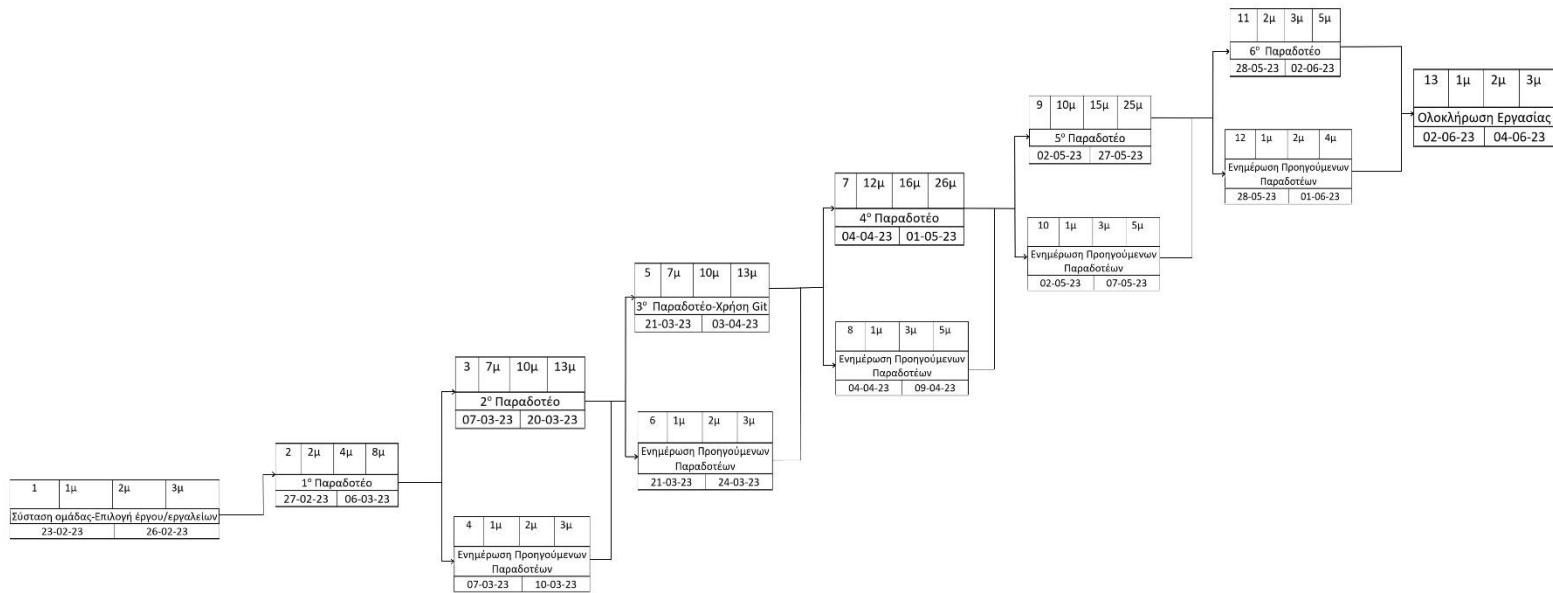 1 1μ 2μ 3μ
Σύσταση ομάδας-Επιλογή έργου/εργαλείων
23-02-23 26-02-23
2 2μ 4μ 8μ
1º Παραδοτέο
27-02-23 06-03-23
3 7μ 10μ 13μ
2º Παραδοτέο
07-03-23 20-03-23
4 1μ 2μ 3μ
Ενημέρωση Προηγούμενων
Παραδοτέων
07-03-23 10-03-23
5 7μ 10μ 13μ
3º Παραδοτέο-Χρήση Git
21-03-23 03-04-23
6 1μ 2μ 3μ
Ενημέρωση Προηγούμενων
Παραδοτέων
21-03-23 24-03-23
7 12μ 16μ 26μ
4º Παραδοτέο
04-04-23 01-05-23
8 1μ 3μ 5μ
Ενημέρωση Προηγούμενων
Παραδοτέων
04-04-23 09-04-23
9 10μ 15μ 25μ
5º Παραδοτέο
02-05-23 27-05-23
10 1μ 3μ 5μ
Ενημέρωση Προηγούμενων
Παραδοτέων
02-05-23 07-05-23
11 2μ 3μ 5μ
6º Παραδοτέο
28-05-23 02-06-23
12 1μ 2μ 4μ
Ενημέρωση Προηγούμενων
Παραδοτέων
28-05-23 01-06-23
13 1μ 2μ 3μ
Ολοκλήρωση Εργασίας
02-06-23 04-06-23